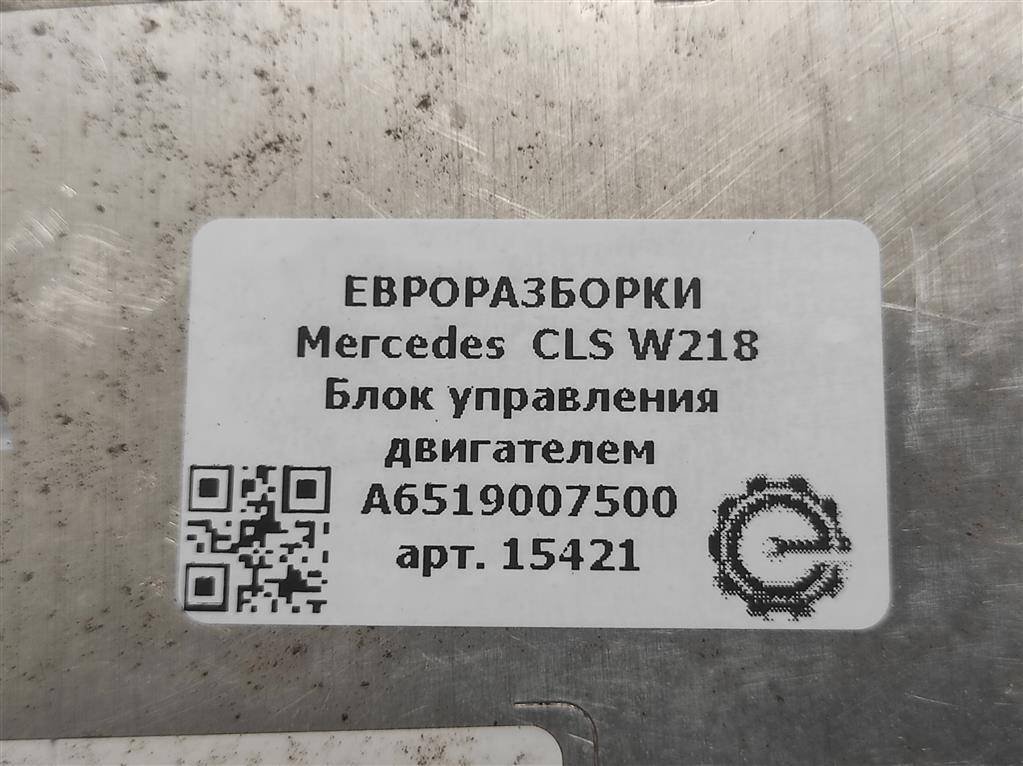 ЕВРОРАЗБОРКИ
Mercedes CLS W218
Блок управления
двигателем
A6519007500
арт. 15421